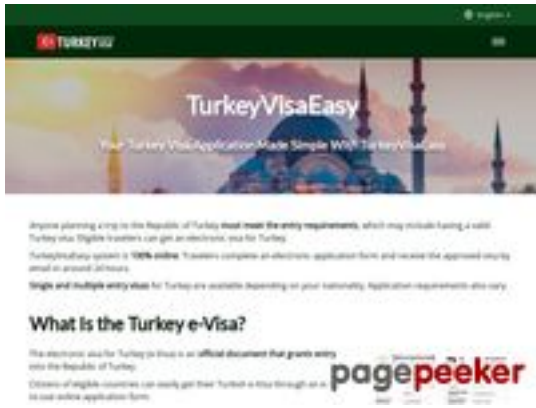 English
TURKEY
TurkeyVisaEasy
Your Turkey Visa Application Made Simple With TurkeyVisaEasy
Anyone planning a trip to the Republic of Turkey must meet the entry requirements, which may include having a valid
Turkey visa. Eligible travelers can get an electronic visa for Turkey.
TurkeyVisaEasy system is 100% online. Travelers complete an electronic application form and receive the approved visa by
email in around 24 hours.
Single and multiple entry visas for Turkey are available depending on your nationality. Application requirements also vary.
What Is the Turkey e-Visa?
The electronic visa for Turkey is an official document that grants entry
into the Republic of Turkey.
Citizens of eligible countries can easily get their Turkish e-Visa through an
to use online application form.
pagepeeker